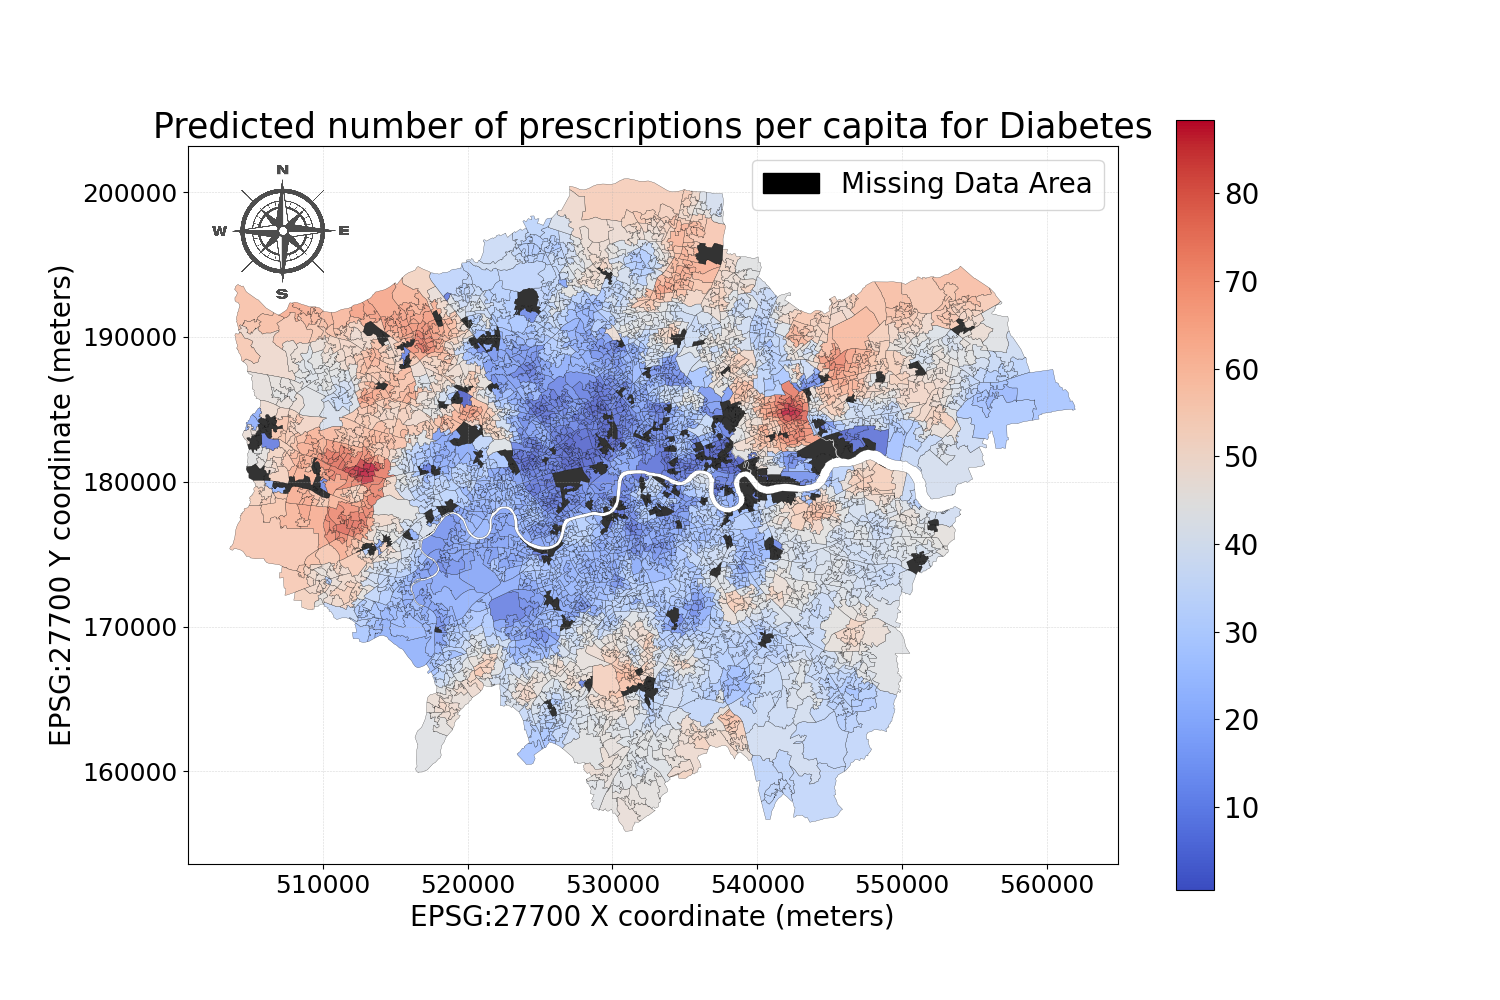 Predicted number of prescriptions per capita for Diabetes
Missing Data Area
N
W
E
S
200000
190000
180000
170000
160000
EPSG:27700 Y coordinate (meters)
510000
520000
530000
540000
550000
560000
EPSG:27700 X coordinate (meters)
80
70
60
50
40
30
20
10